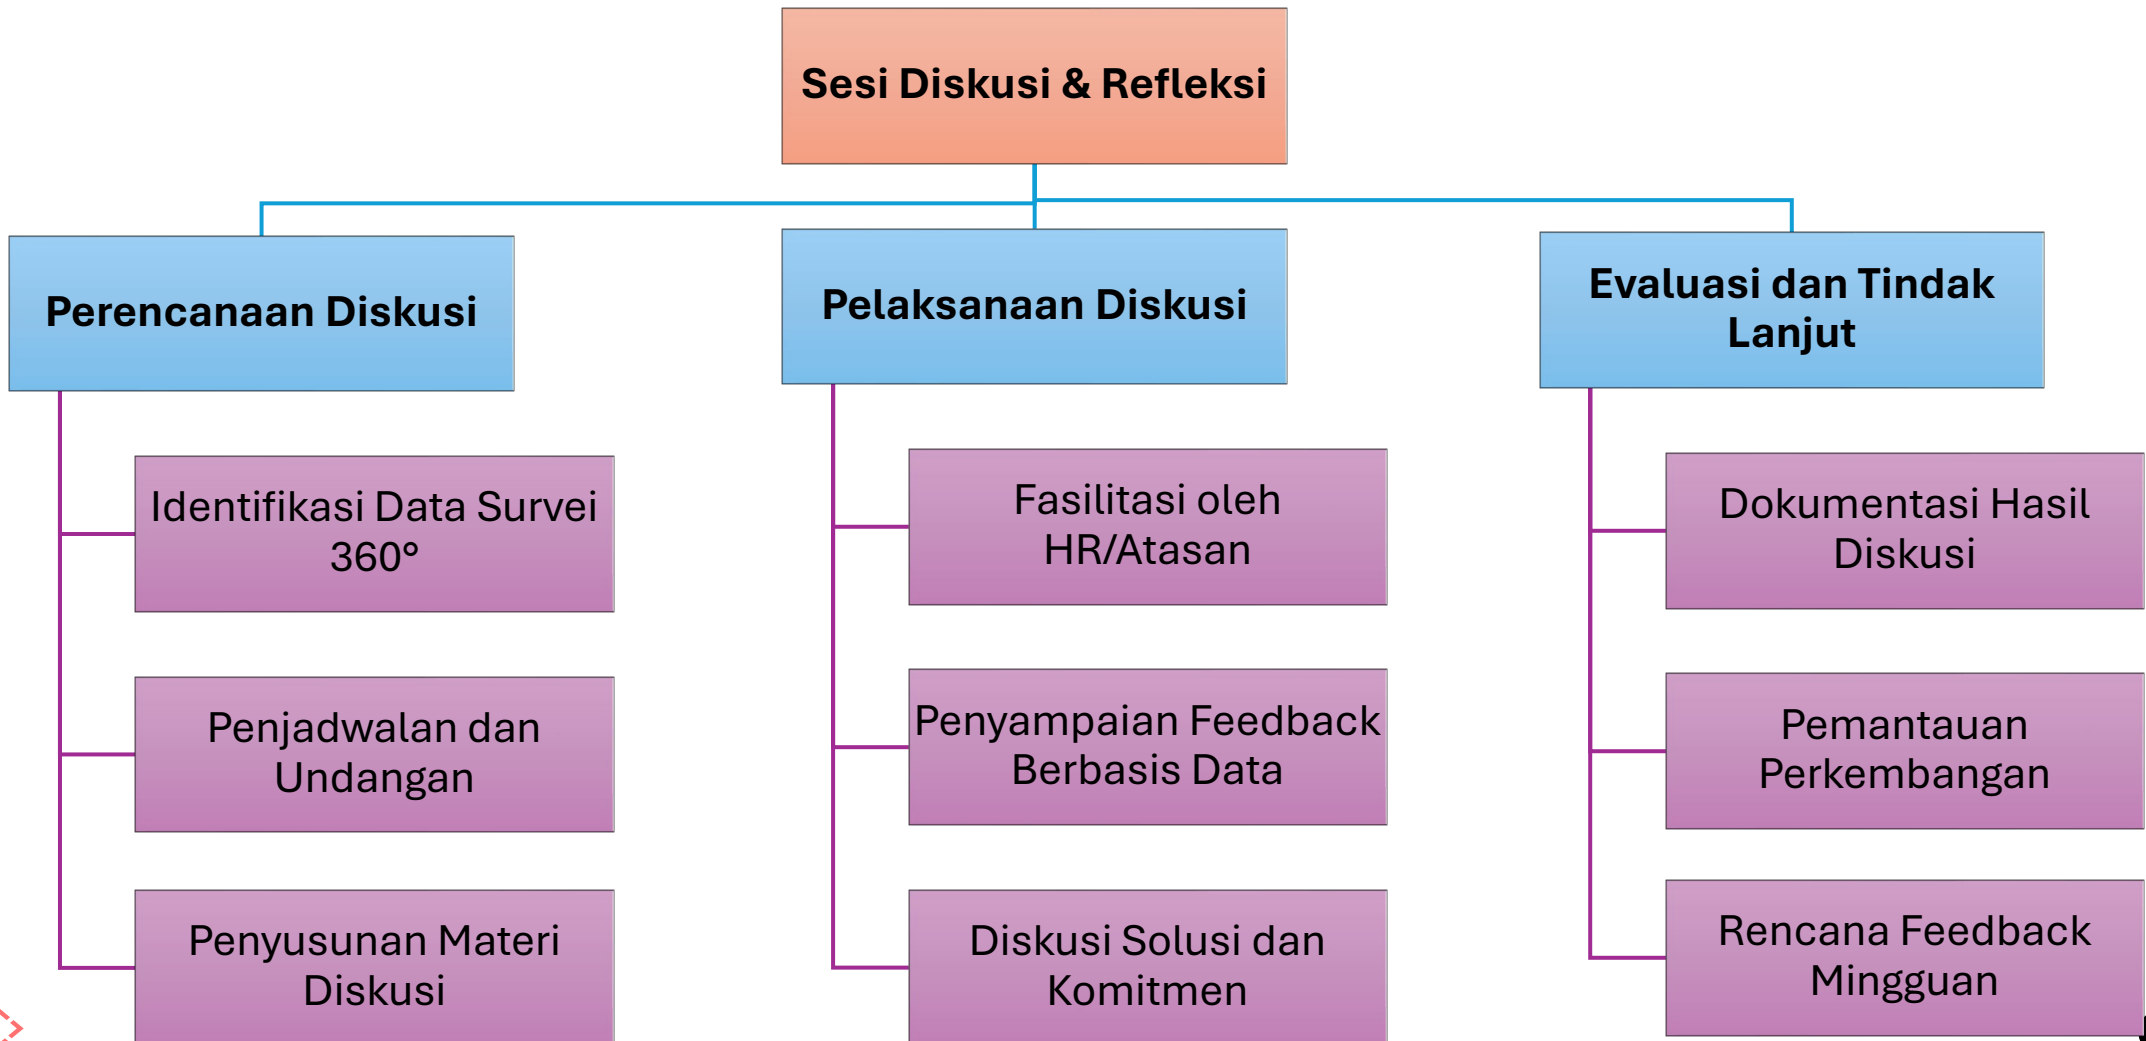 Sesi Diskusi & Refleksi
Perencanaan Diskusi
Identifikasi Data Survei
360°
Penjadwalan dan
Undangan
Penyusunan Materi
Diskusi
Pelaksanaan Diskusi
Fasilitasi oleh
HR/Atasan
Penyampaian Feedback
Berbasis Data
Diskusi Solusi dan
Komitmen
Evaluasi dan Tindak
Lanjut
Dokumentasi Hasil
Diskusi
Pemantauan
Perkembangan
Rencana Feedback
Mingguan